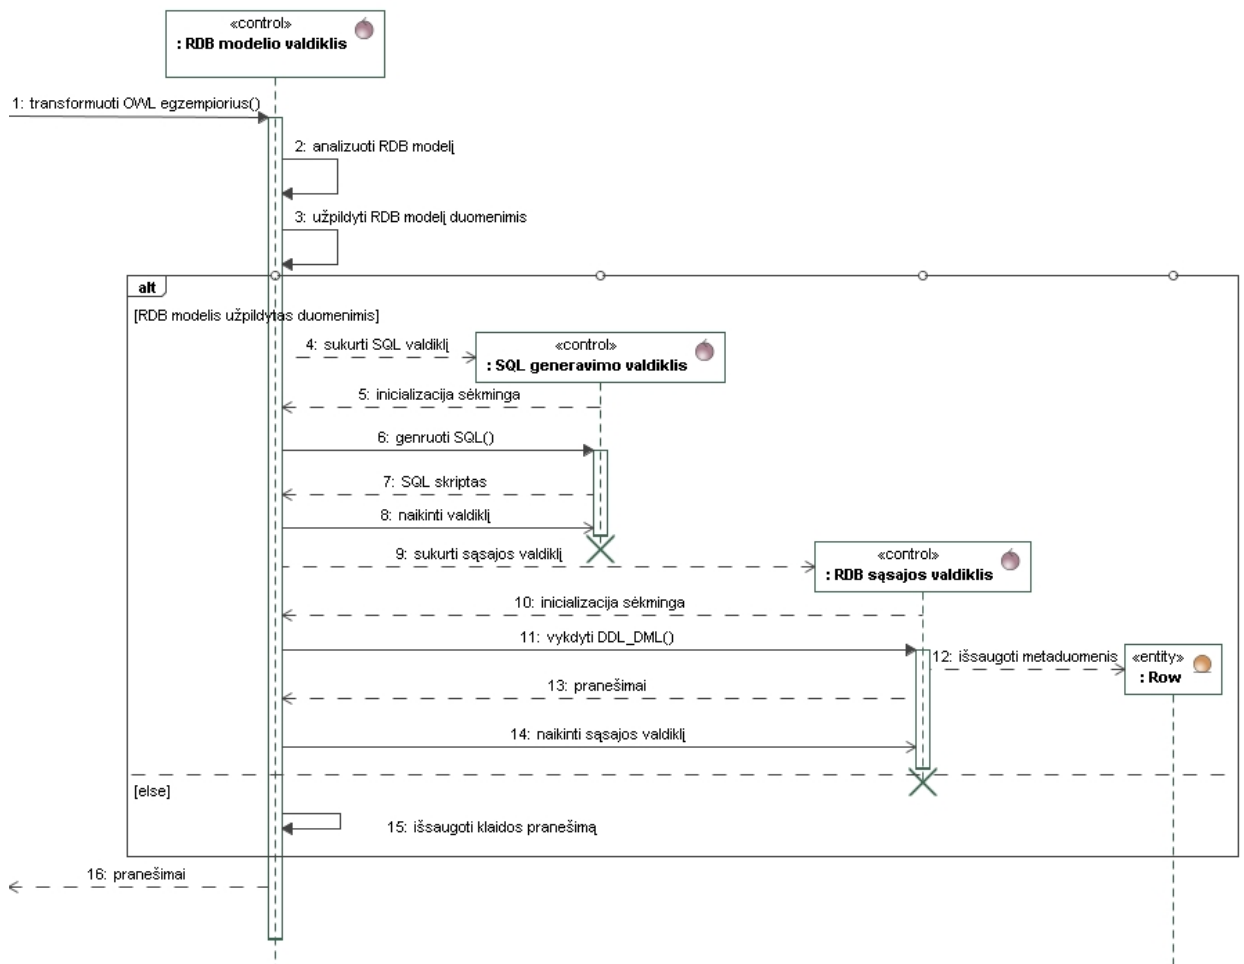 «control»
: RDB modelio valdiklis
1: transformuoti OWL egzempiorius()
2: analizuoti RDB modelį
3: užpildyti RDB modelį duomenimis
alt
[RDB modelis užpildytas duomenimis]
4: sukurti SQL valdiklį
«control»
: SQL generavimo valdiklis
5: inicializacija sėkminga
6: genruoti SQL()
7: SQL skriptas
8: naikinti valdiklį
9: sukurti sąsajos valdiklį
«control»
: RDB sąsajos valdiklis
10: inicializacija sėkminga
11: vykdyti DDL_DML()
12: išsaugoti metaduomenis
«entity»
: Row
13: pranešimai
14: naikinti sąsajos valdiklį
[else]
15: išsaugoti klaidos pranešimą
16: pranešimai